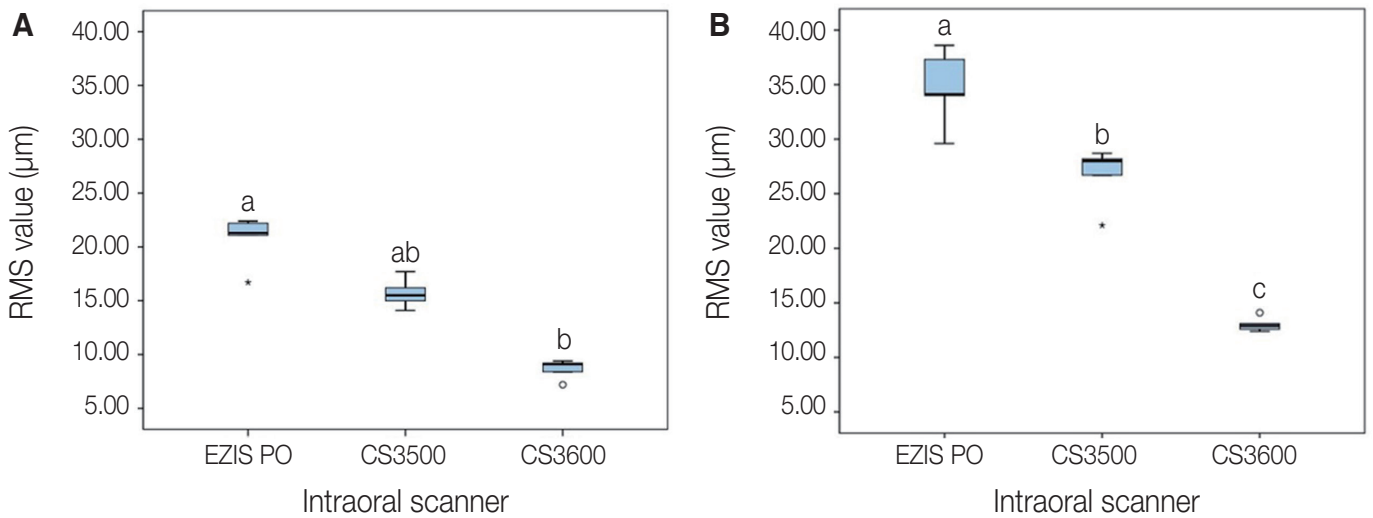 A
40.00
35.00
30.00
25.00
20.00
15.00
10.00
5.00
RMS value (µm)
a
ab
b
EZIS PO CS3500 CS3600
Intraoral scanner
B
40.00
35.00
30.00
25.00
20.00
15.00
10.00
5.00
RMS value (µm)
a
b
c
EZIS PO CS3500 CS3600
Intraoral scanner